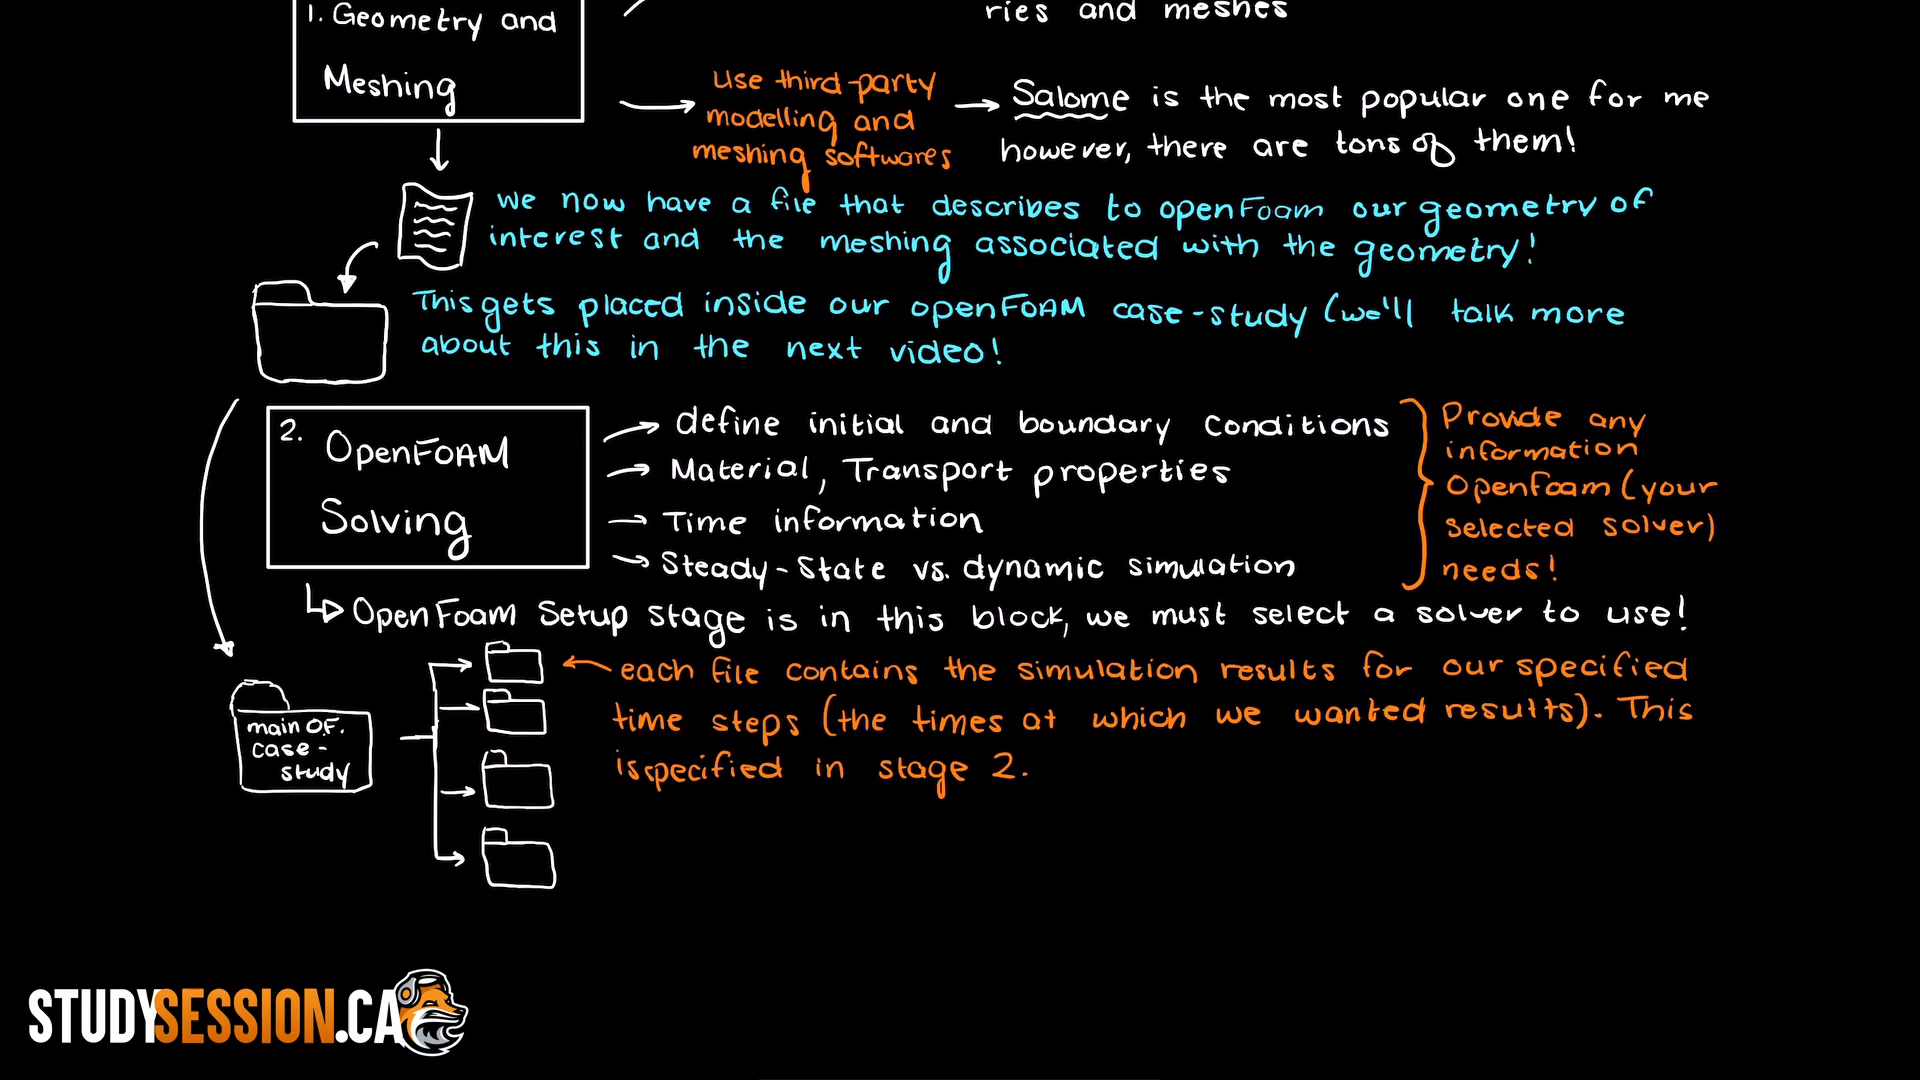 1. Geometry and
ries and meshes
Meshing
Use third-party
modelling and
meshing softwares
Salome is the most popular one for me
however, there are tons of them!
we now have a file that describes to openFoam our geometry of
interest and the meshing associated with the geometry!
This gets placed inside our openFOAM case-study (we'll talk more
about this in the next video!
2. OpenFOAM
Solving
define initial and boundary conditions
Material, Transport properties
Time information
Steady-State vs. dynamic simulation
Provide any
information
OpenFoam (your
selected solver)
needs!
OpenFoam Setup stage is in this block, we must select a solver to use!
each file contains the simulation results for our specified
time steps (the times at which we wanted results). This
is specified in stage 2.
main O.F.
case-
study
STUDYSESSION.CA